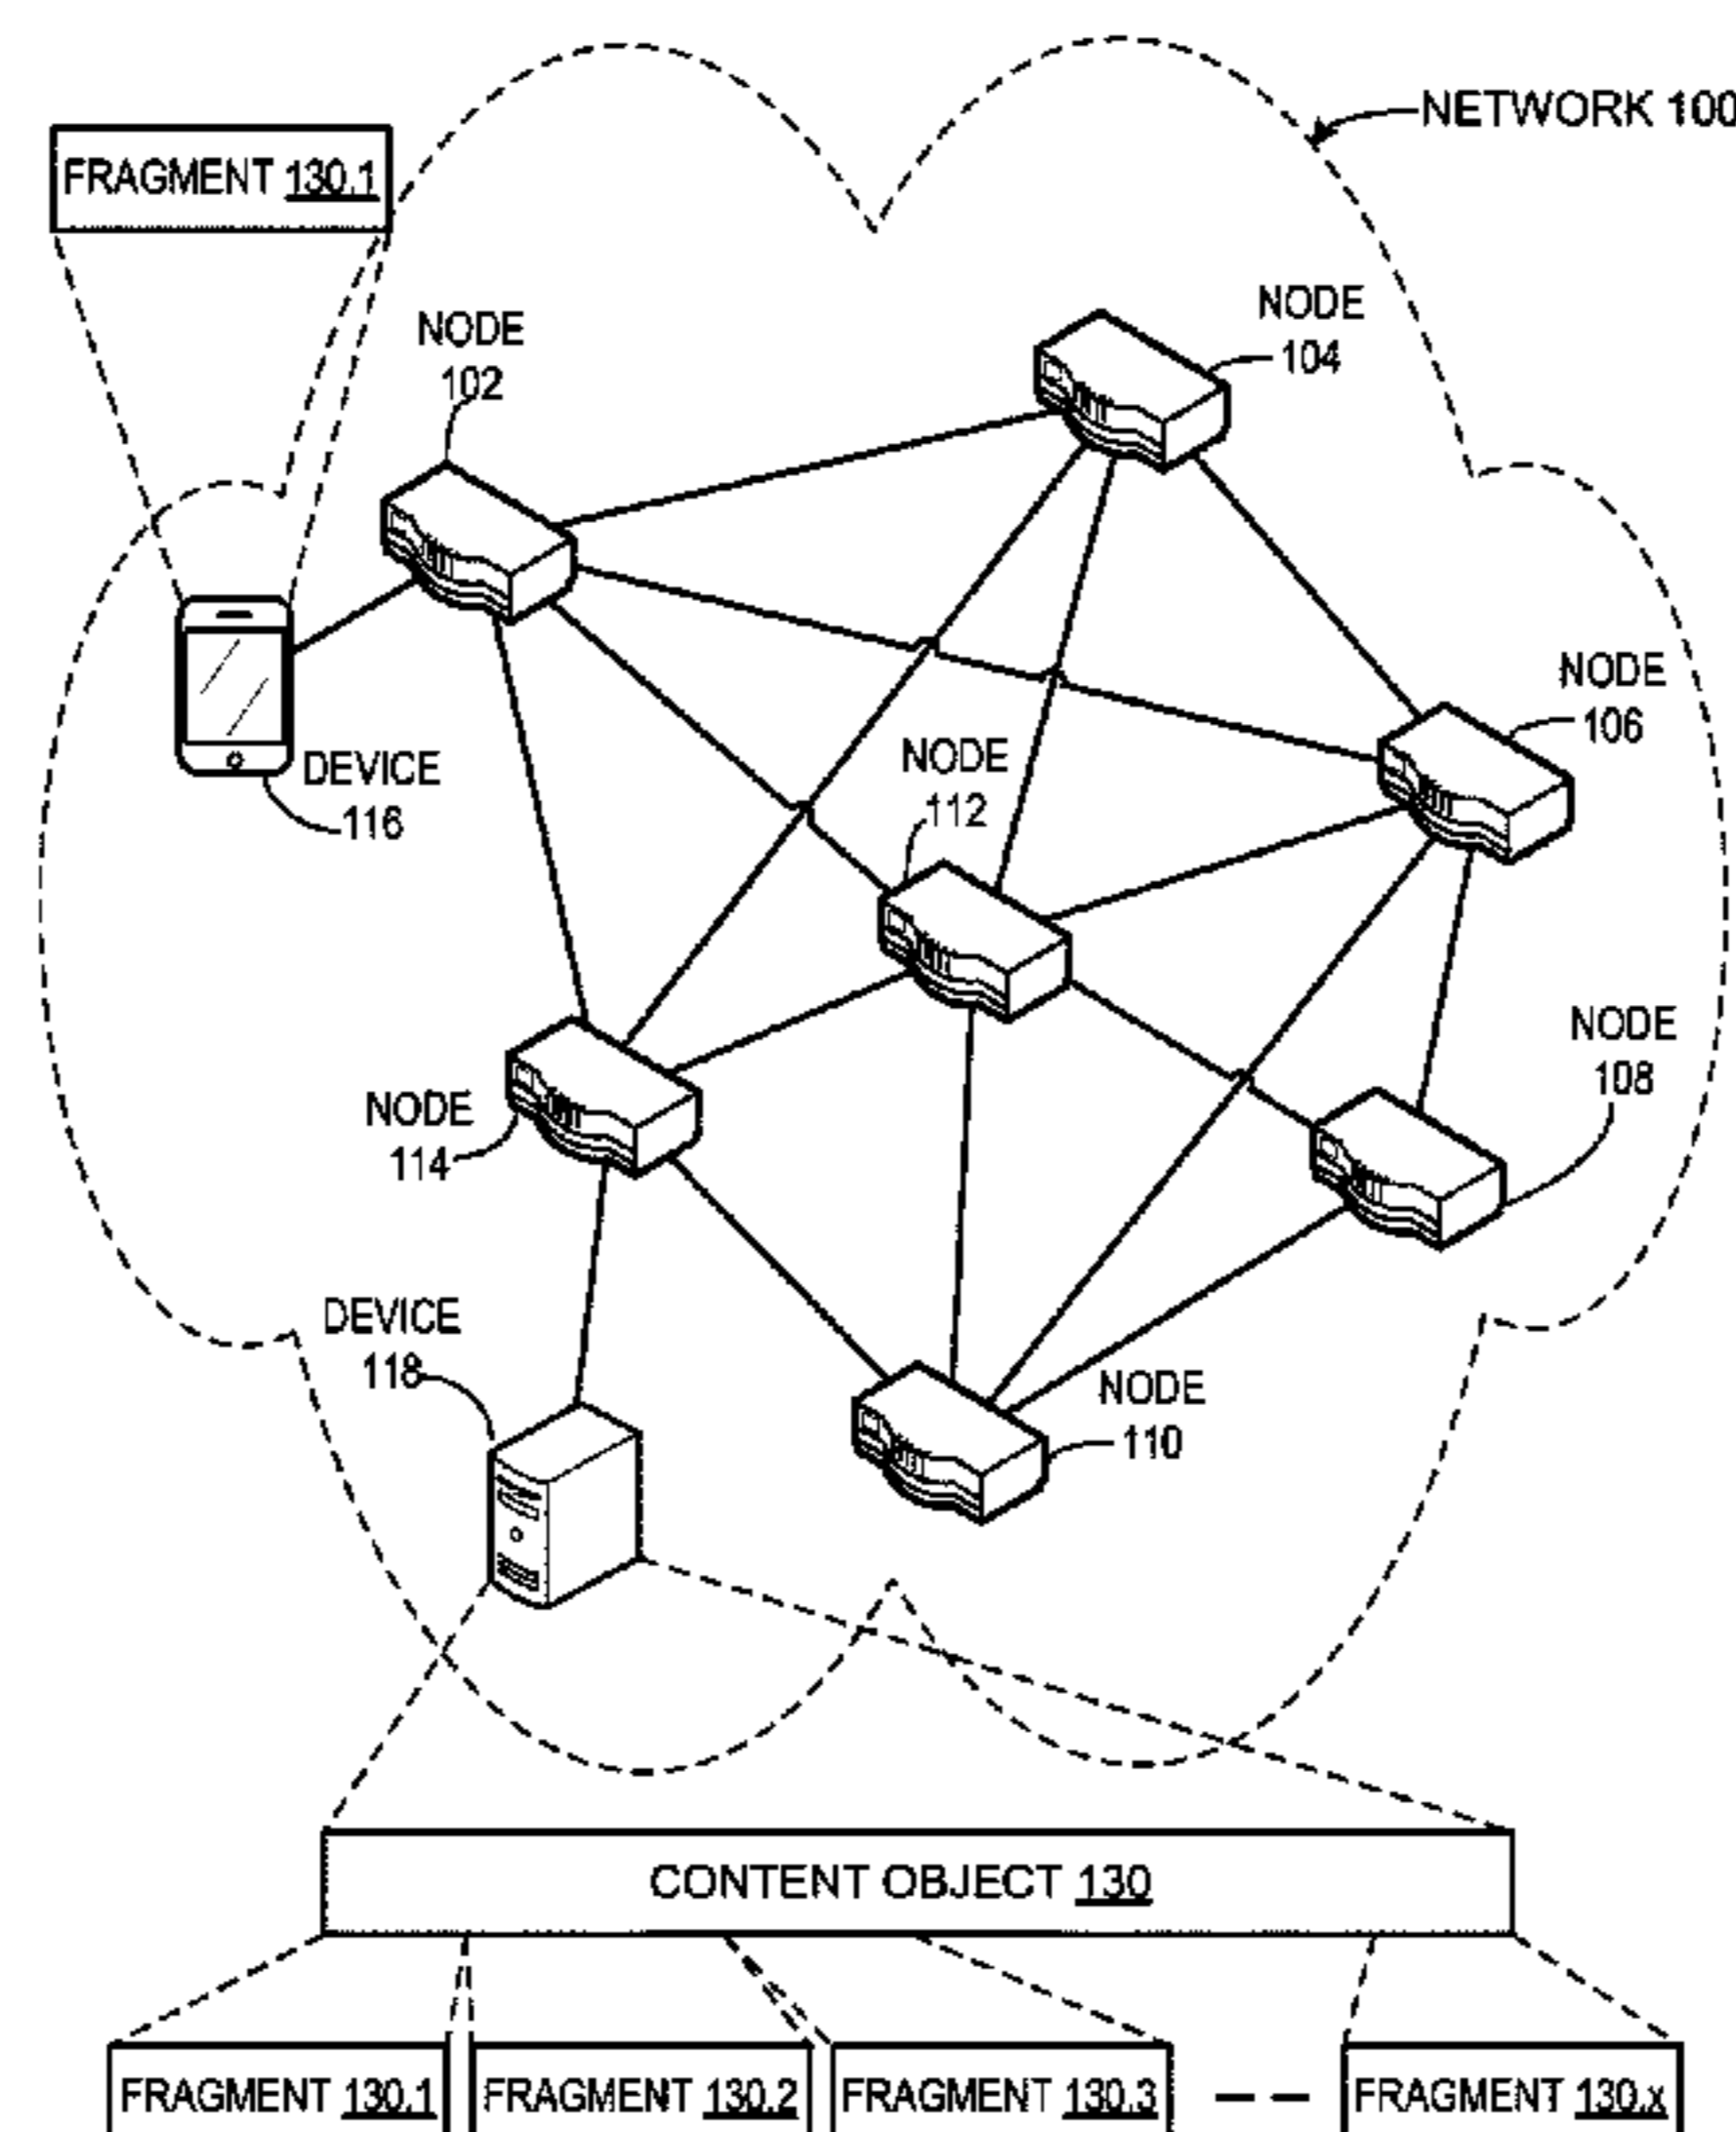 NETWORK 100
FRAGMENT 130.1
NODE
104
NODE
102
NODE
106
NODE
112
DEVICE
116
NODE
108
NODE
114
DEVICE
118
NODE
110
CONTENT OBJECT 130
FRAGMENT 130.1
FRAGMENT 130.2
FRAGMENT 130.3
FRAGMENT 130.x